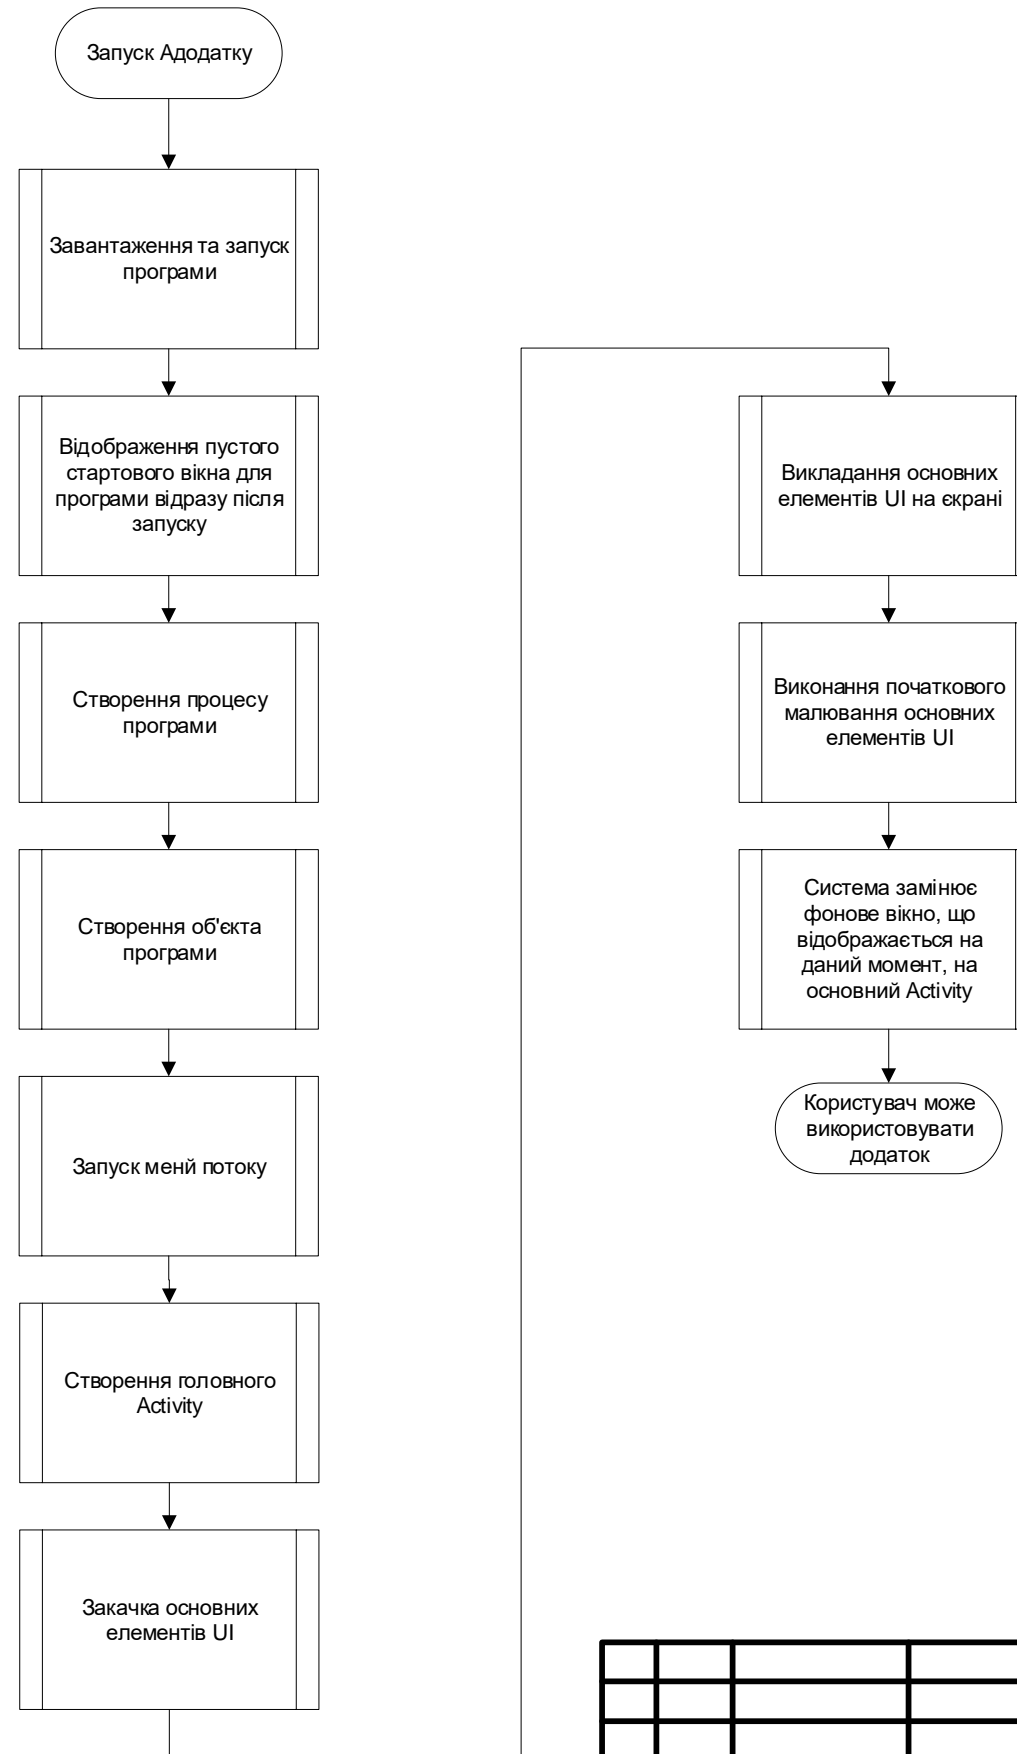 Запуск Адодатку
Завантаження та запуск
програми
Відображення пустого
стартового вікна для
програми відразу після
запуску
Створення процесу
програми
Створення об'єкта
програми
Запуск менй потоку
Створення головного
Activity
Закачка основних
елементів UI
Викладання основних
елементів UI на єкрані
Виконання початкового
малювання основних
елементів UI
Система замінює
фонове вікно, що
відображається на
даний момент, на
основний Activity
Користувач може
використовувати
додаток